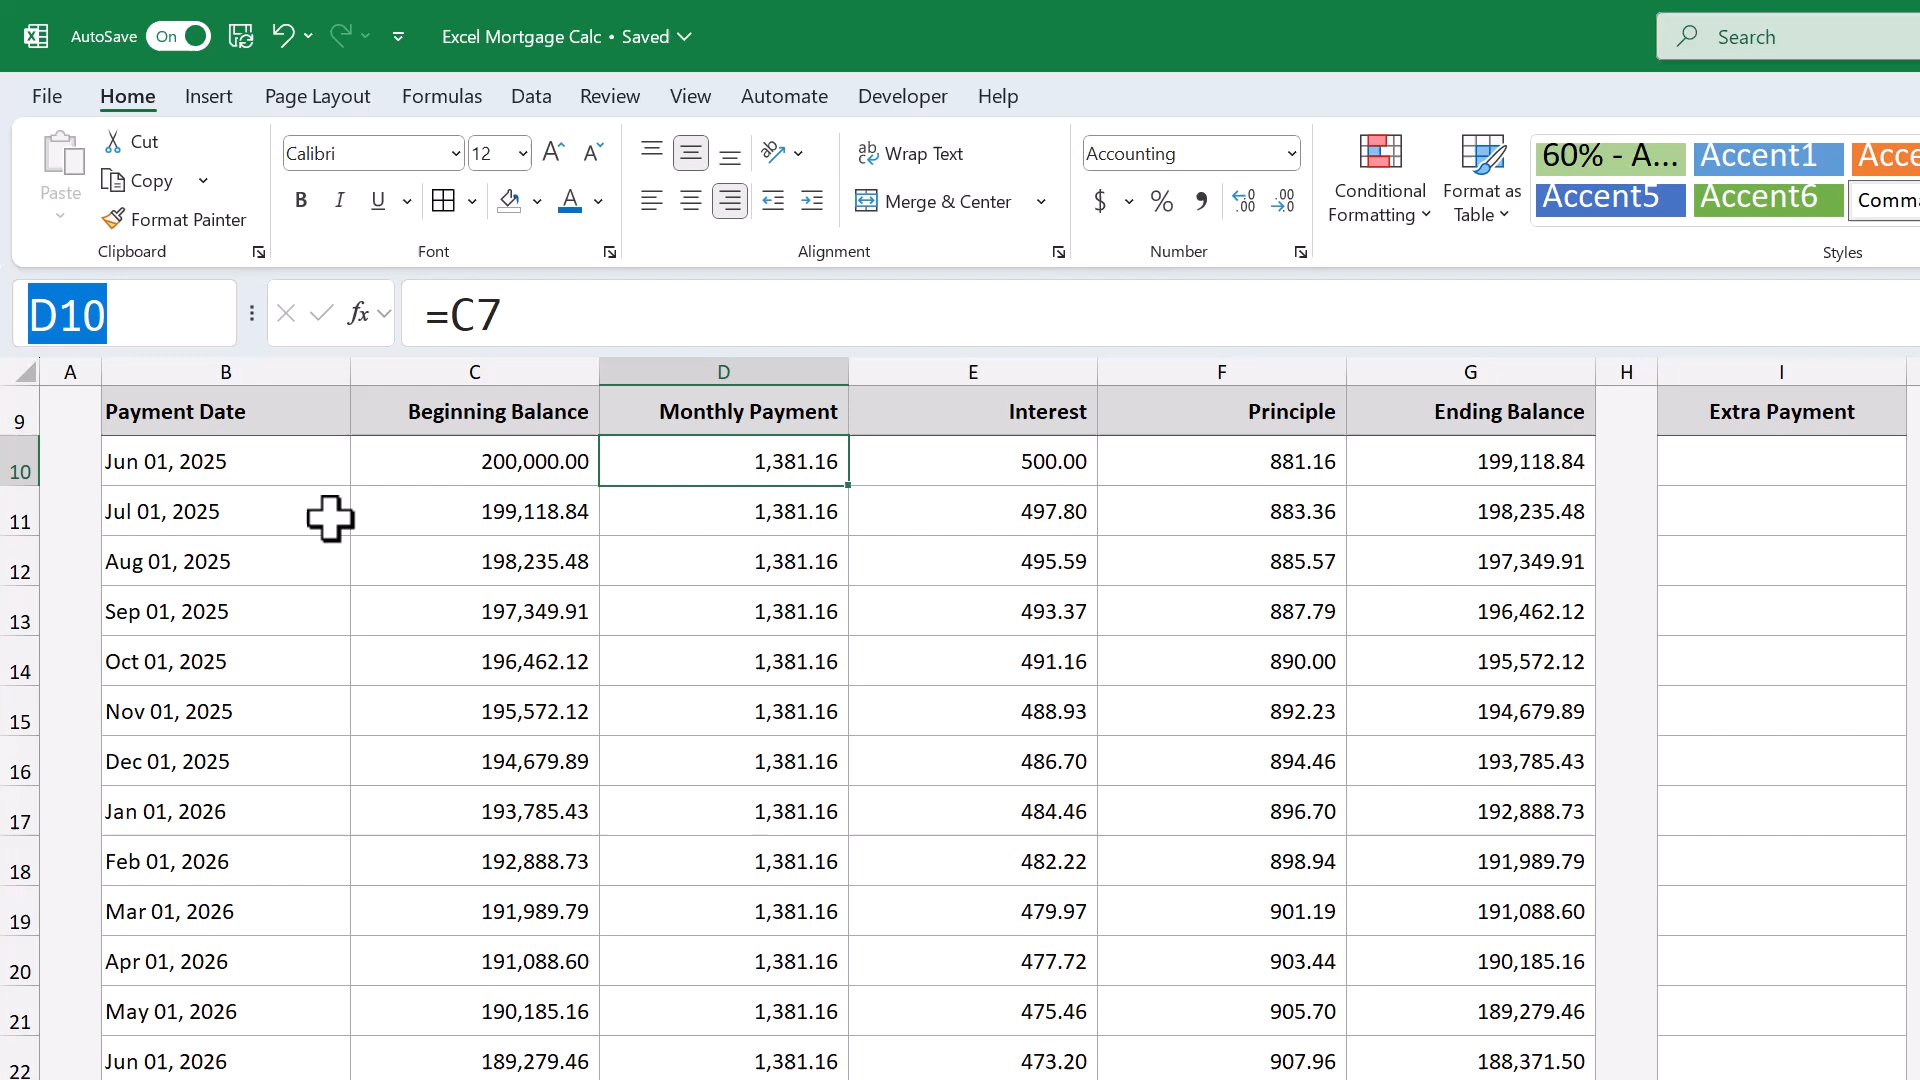 AutoSave On Excel Mortgage Calc • Saved Search
File Home Insert Page Layout Formulas Data Review View Automate Developer Help
Paste Cut Copy Format Painter Clipboard
Calibri 12 B I U A Font
ab Wrap Text Merge & Center Alignment
Accounting $ % , .00 .00 Number
Conditional Formatting Format as Table
60% - A... Accent1 Acce
Accent5 Accent6 Comma
Styles
D10 fx =C7
A B C D E F G H I
9 Payment Date Beginning Balance Monthly Payment Interest Principle Ending Balance Extra Payment
10 Jun 01, 2025 200,000.00 1,381.16 500.00 881.16 199,118.84
11 Jul 01, 2025 199,118.84 1,381.16 497.80 883.36 198,235.48
12 Aug 01, 2025 198,235.48 1,381.16 495.59 885.57 197,349.91
13 Sep 01, 2025 197,349.91 1,381.16 493.37 887.79 196,462.12
14 Oct 01, 2025 196,462.12 1,381.16 491.16 890.00 195,572.12
15 Nov 01, 2025 195,572.12 1,381.16 488.93 892.23 194,679.89
16 Dec 01, 2025 194,679.89 1,381.16 486.70 894.46 193,785.43
17 Jan 01, 2026 193,785.43 1,381.16 484.46 896.70 192,888.73
18 Feb 01, 2026 192,888.73 1,381.16 482.22 898.94 191,989.79
19 Mar 01, 2026 191,989.79 1,381.16 479.97 901.19 191,088.60
20 Apr 01, 2026 191,088.60 1,381.16 477.72 903.44 190,185.16
21 May 01, 2026 190,185.16 1,381.16 475.46 905.70 189,279.46
22 Jun 01, 2026 189,279.46 1,381.16 473.20 907.96 188,371.50